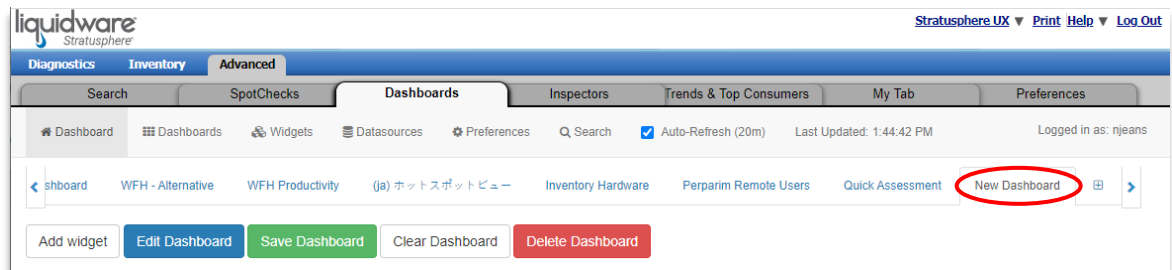 liquidware
Stratusphere
Stratusphere UX ▼ Print Help ▼ Log Out
Diagnostics Inventory Advanced
Search SpotChecks Dashboards Inspectors Trends & Top Consumers My Tab Preferences
Dashboard Dashboards Widgets Datasources Preferences Search Auto-Refresh (20m) Last Updated: 1:44:42 PM Logged in as: njeans
shboard WFH - Alternative WFH Productivity (ja) ホットスポットビュー Inventory Hardware Perparim Remote Users Quick Assessment New Dashboard
Add widget Edit Dashboard Save Dashboard Clear Dashboard Delete Dashboard